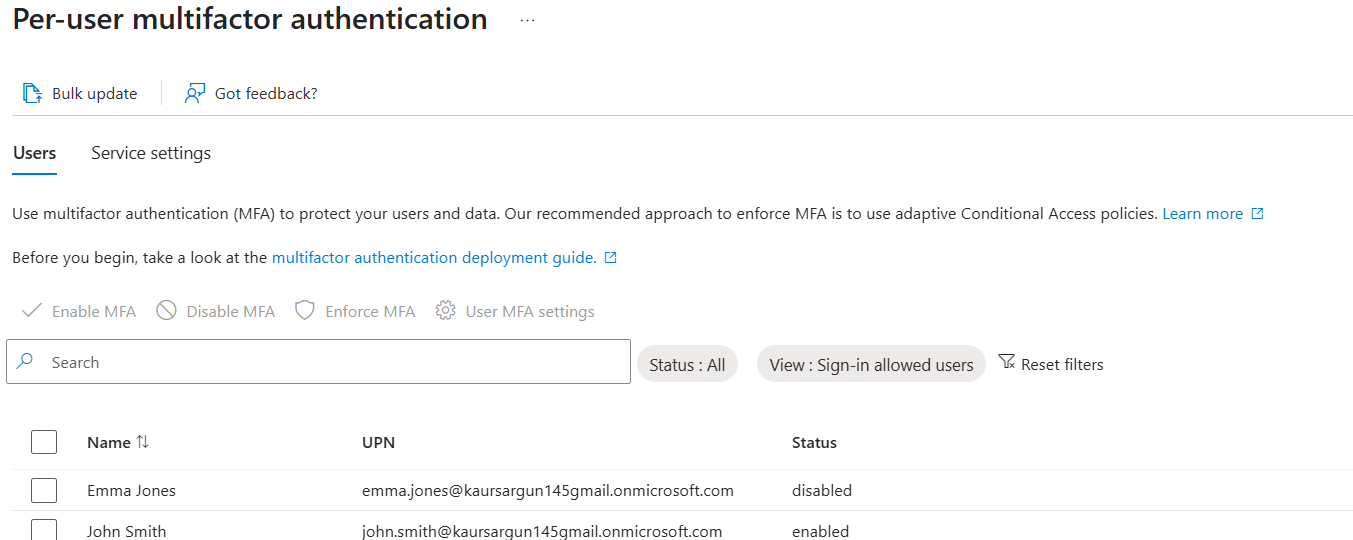 Per-user multifactor authentication ...
Bulk update Got feedback?
Users Service settings
Use multifactor authentication (MFA) to protect your users and data. Our recommended approach to enforce MFA is to use adaptive Conditional Access policies. Learn more
Before you begin, take a look at the multifactor authentication deployment guide.
Enable MFA Disable MFA Enforce MFA User MFA settings
Search Status : All View : Sign-in allowed users Reset filters
Name UPN Status
Emma Jones emma.jones@kaursargun145gmail.onmicrosoft.com disabled
John Smith john.smith@kaursargun145gmail.onmicrosoft.com enabled